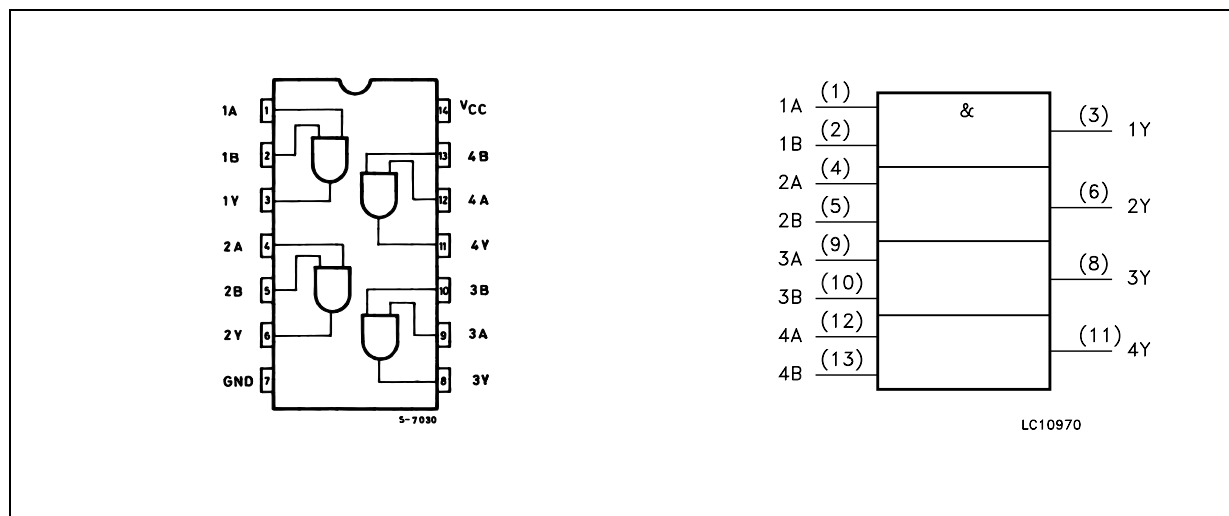 1A 1 14 VCC
1B 2 13 4B
1Y 3 12 4A
2A 4 11 4Y
2B 5 10 3B
2Y 6 9 3A
GND 7 8 3Y
S-7030
&
1A (1)
1B (2)
2A (4)
2B (5)
3A (9)
3B (10)
4A (12)
4B (13)
(3) 1Y
(6) 2Y
(8) 3Y
(11) 4Y
LC10970